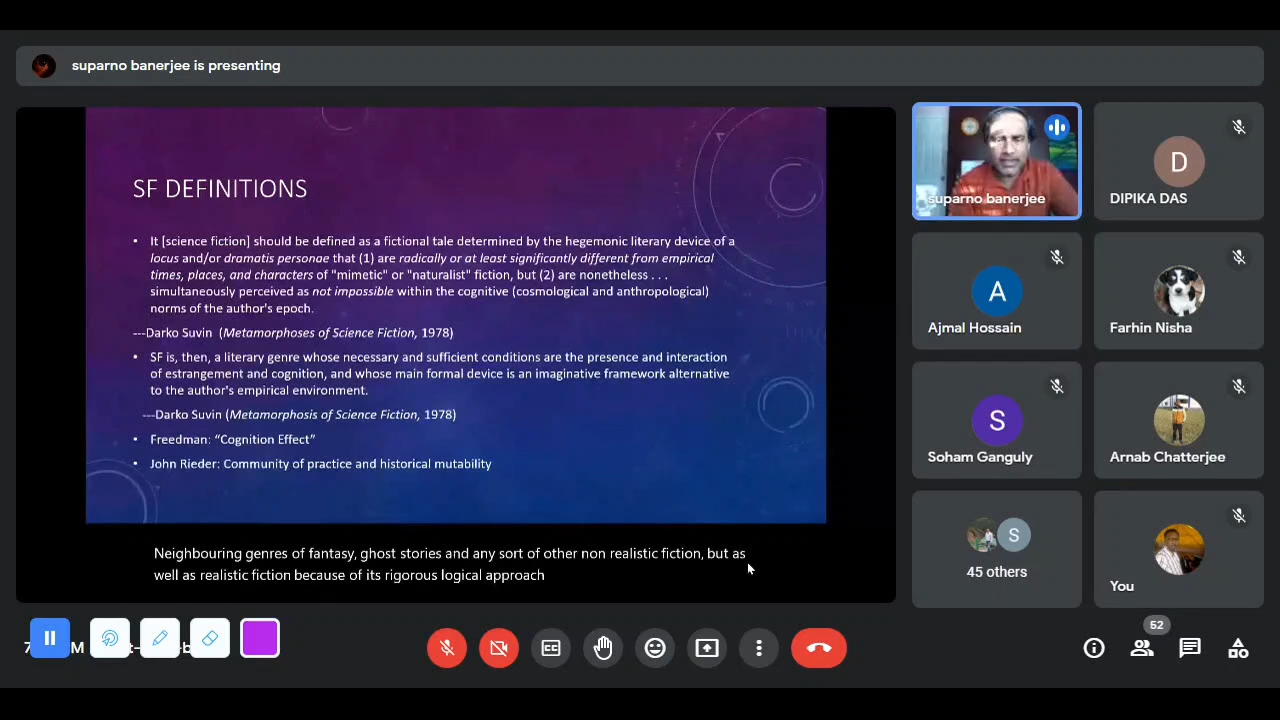 suparno banerjee is presenting
SF DEFINITIONS
• It [science fiction] should be defined as a fictional tale determined by the hegemonic literary device of a
locus and/or dramatis personae that (1) are radically or at least significantly different from empirical
times, places, and characters of "mimetic" or "naturalist" fiction, but (2) are nonetheless . . .
simultaneously perceived as not impossible within the cognitive (cosmological and anthropological)
norms of the author's epoch.
---Darko Suvin (Metamorphoses of Science Fiction, 1978)
• SF is, then, a literary genre whose necessary and sufficient conditions are the presence and interaction
of estrangement and cognition, and whose main formal device is an imaginative framework alternative
to the author's empirical environment.
---Darko Suvin (Metamorphosis of Science Fiction, 1978)
• Freedman: “Cognition Effect”
• John Rieder: Community of practice and historical mutability
Neighbouring genres of fantasy, ghost stories and any sort of other non realistic fiction, but as
well as realistic fiction because of its rigorous logical approach
suparno banerjee
D
DIPIKA DAS
A
Ajmal Hossain
Farhin Nisha
S
Soham Ganguly
Arnab Chatterjee
S
45 others
You
CC
52